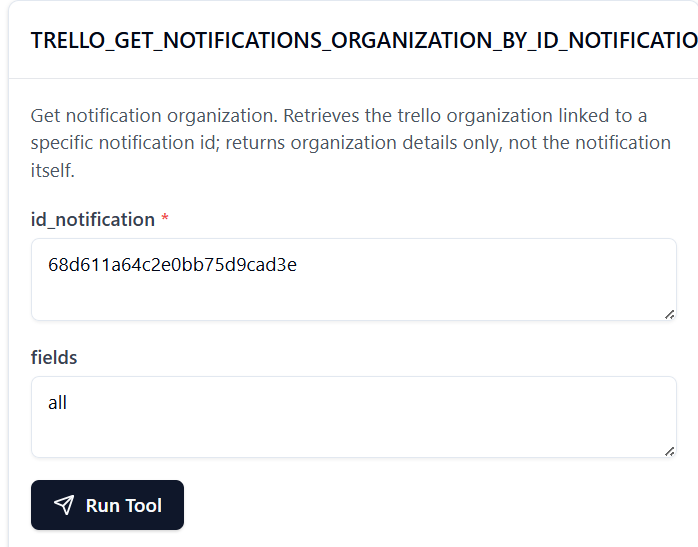 TRELLO_GET_NOTIFICATIONS_ORGANIZATION_BY_ID_NOTIFICATIO
Get notification organization. Retrieves the trello organization linked to a
specific notification id; returns organization details only, not the notification
itself.
id_notification *
68d611a64c2e0bb75d9cad3e
fields
all
Run Tool